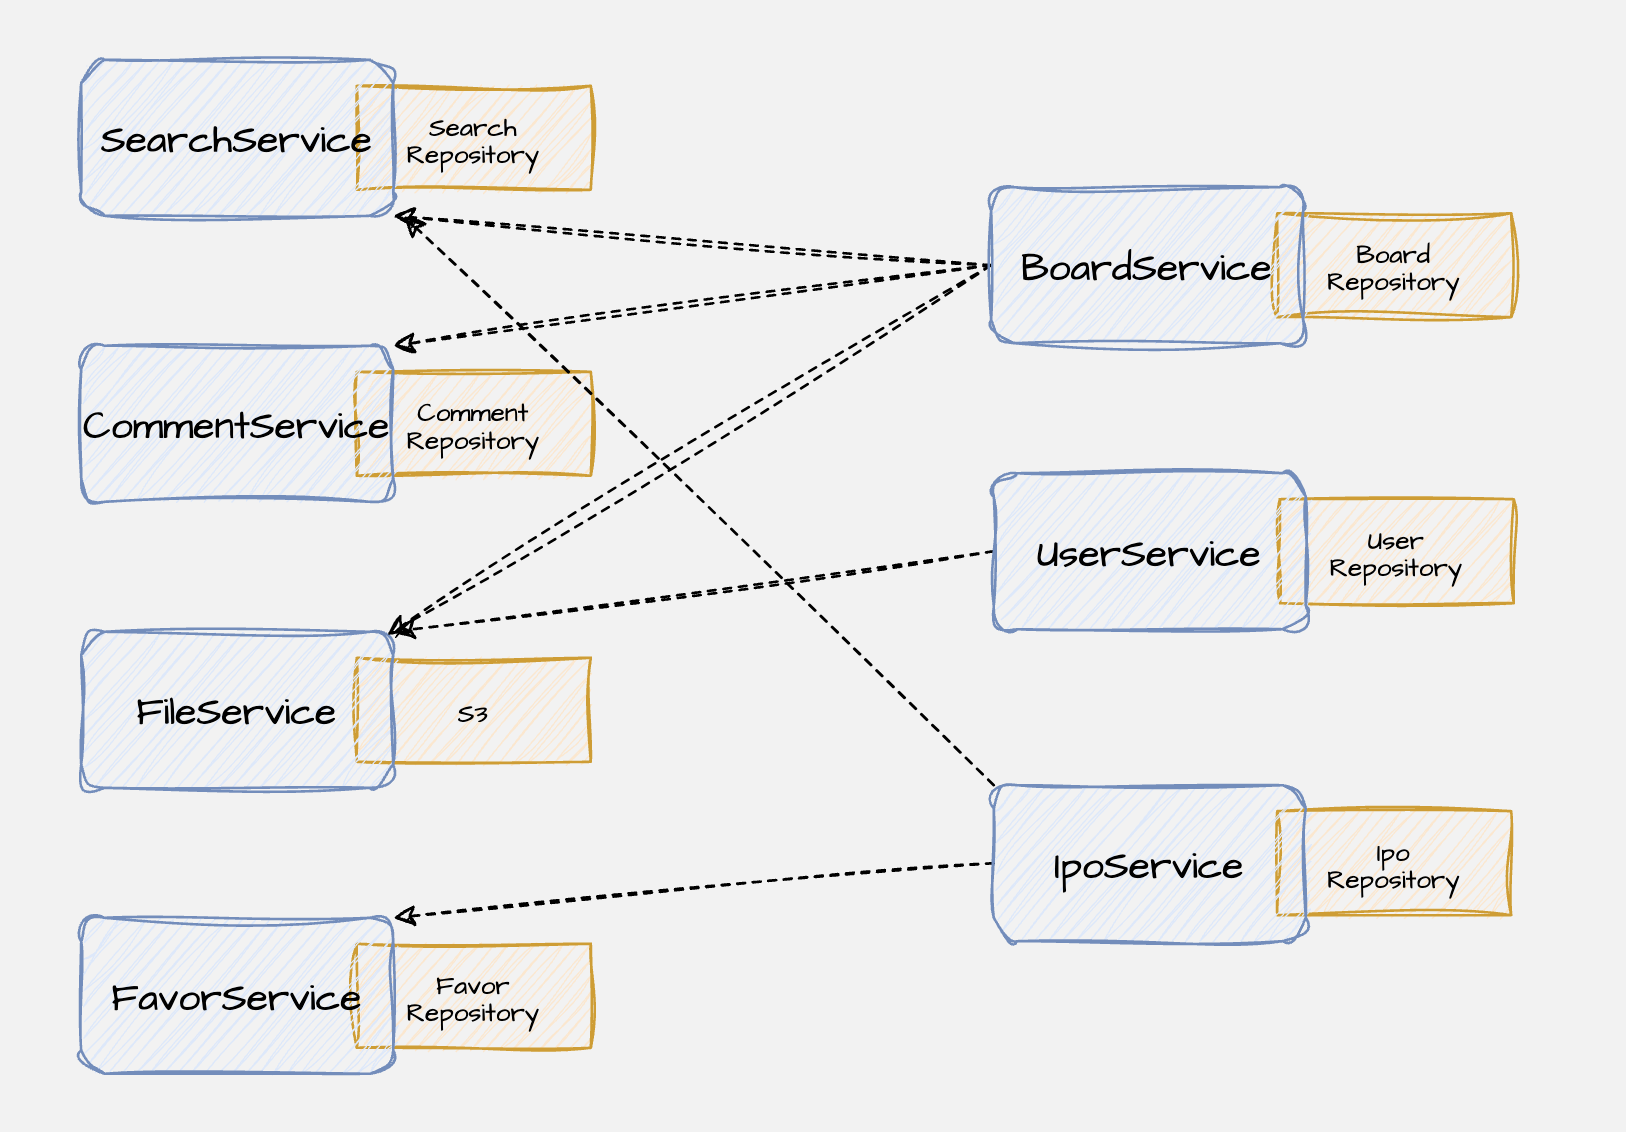 SearchService
Search
Repository
CommentService
Comment
Repository
FileService
S3
FavorService
Favor
Repository
BoardService
Board
Repository
UserService
User
Repository
IpoService
Ipo
Repository